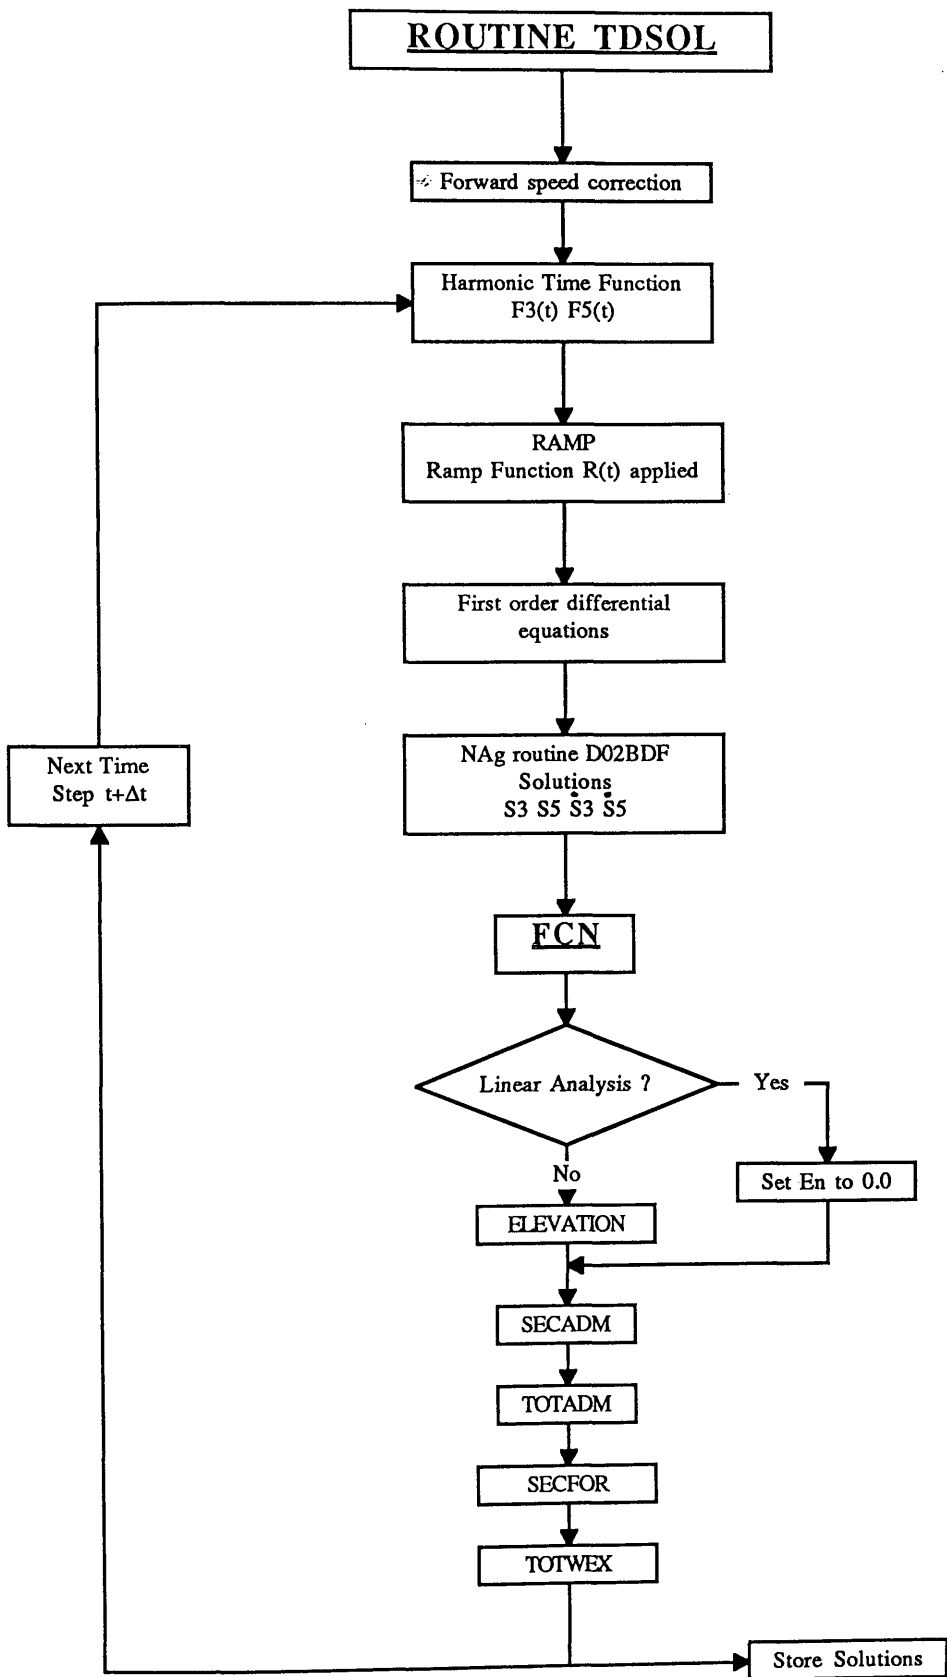 ROUTINE TDSOL
Forward speed correction
Harmonic Time Function
F3(t) F5(t)
RAMP
Ramp Function R(t) applied
First order differential
equations
NAg routine D02BDF
Solutions
S3 S5 Ṡ3 Ṡ5
Next Time
Step t+Δt
FCN
Linear Analysis ?
Yes
No
Set En to 0.0
ELEVATION
SECADM
TOTADM
SECFOR
TOTWEX
Store Solutions